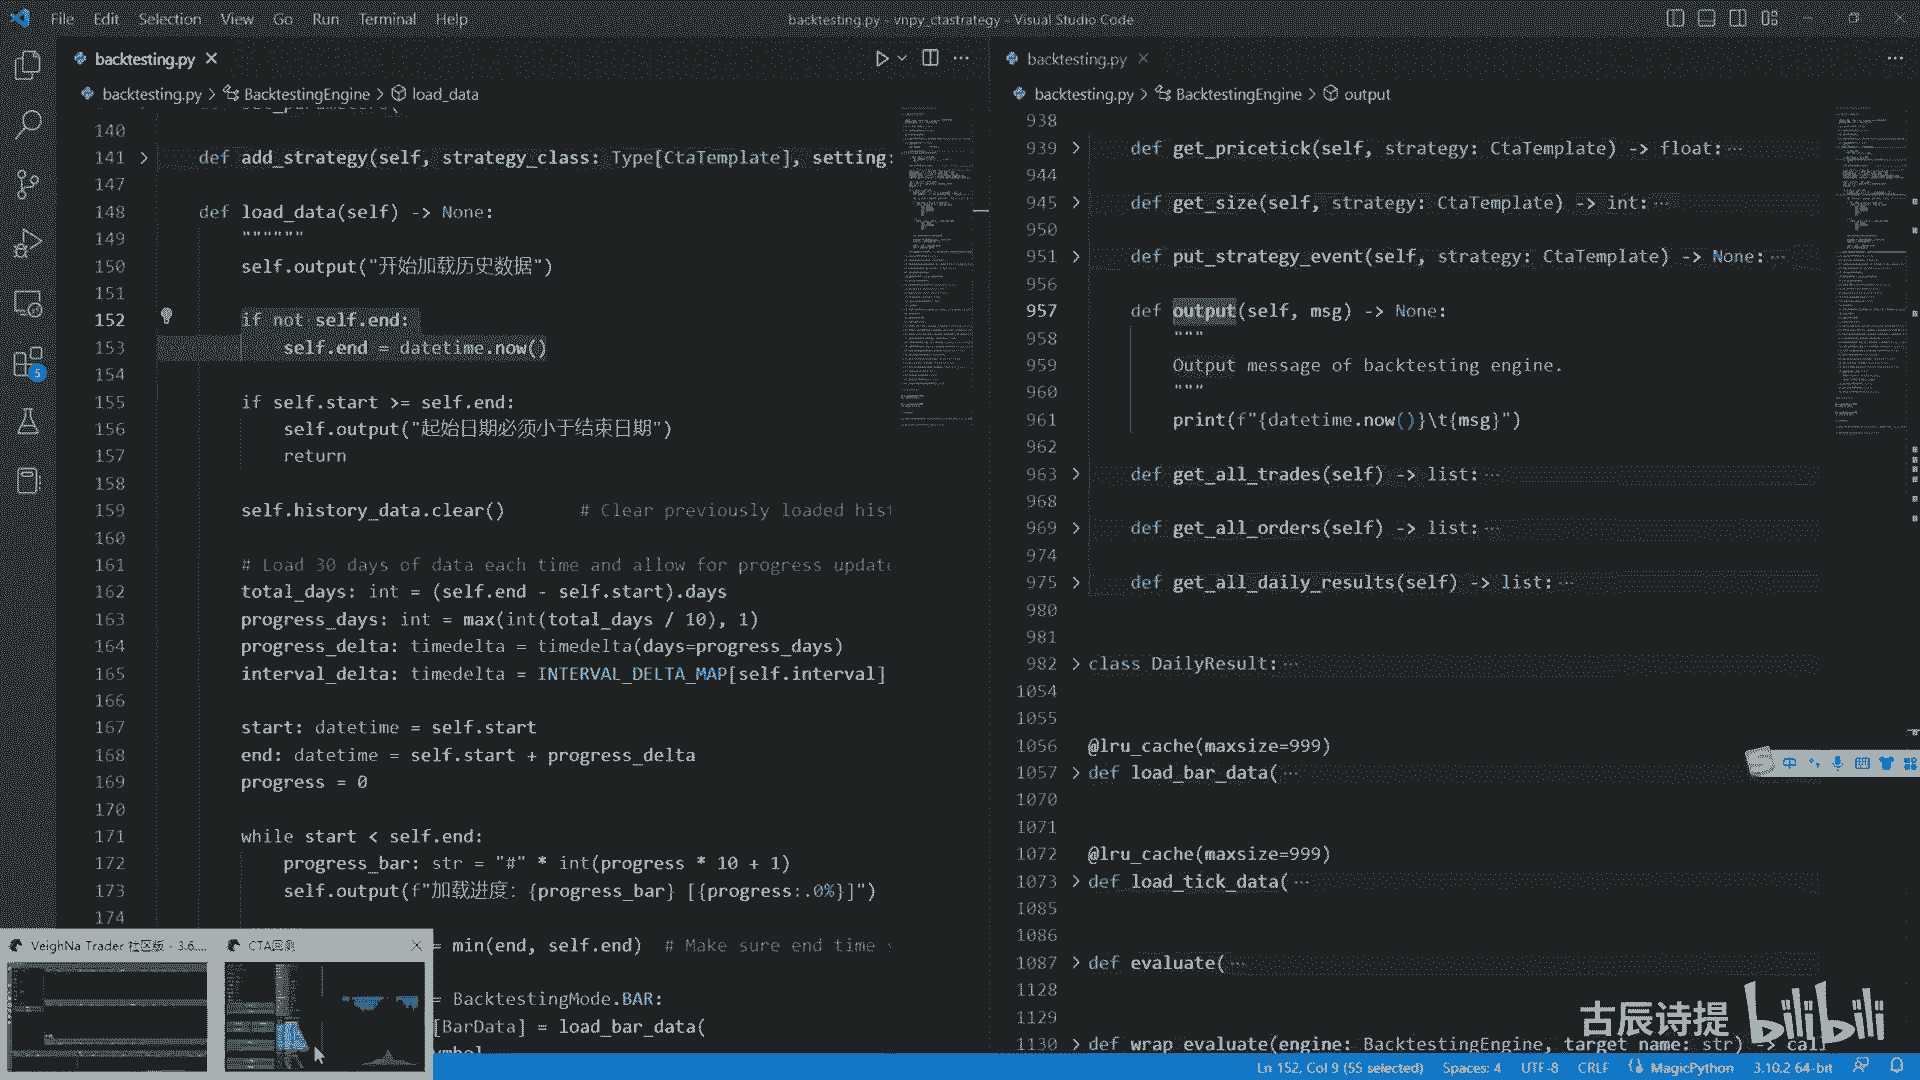 File Edit Selection View Go Run Terminal Help
backtesting.py - vnpy_ctastrategy - Visual Studio Code
backtesting.py
backtesting.py > BacktestingEngine > load_data
140
141 def add_strategy(self, strategy_class: Type[CtaTemplate], setting:
147
148 def load_data(self) -> None:
149 """"""
150 self.output("开始加载历史数据")
151
152 if not self.end:
153 self.end = datetime.now()
154
155 if self.start >= self.end:
156 self.output("起始日期必须小于结束日期")
157 return
158
159 self.history_data.clear() # Clear previously loaded hist
160
161 # Load 30 days of data each time and allow for progress update
162 total_days: int = (self.end - self.start).days
163 progress_days: int = max(int(total_days / 10), 1)
164 progress_delta: timedelta = timedelta(days=progress_days)
165 interval_delta: timedelta = INTERVAL_DELTA_MAP[self.interval]
166
167 start: datetime = self.start
168 end: datetime = self.start + progress_delta
169 progress = 0
170
171 while start < self.end:
172 progress_bar: str = "#" * int(progress * 10 + 1)
173 self.output(f"加载进度：{progress_bar} [{progress:.0%}]")
174
= min(end, self.end) # Make sure end time
= BacktestingMode.BAR:
[BarData] = load_bar_data(
VeighNa Trader 社区版 - 3.6....
CTA回测
backtesting.py
backtesting.py > BacktestingEngine > output
938
939 def get_pricetick(self, strategy: CtaTemplate) -> float:...
944
945 def get_size(self, strategy: CtaTemplate) -> int:...
950
951 def put_strategy_event(self, strategy: CtaTemplate) -> None:...
956
957 def output(self, msg) -> None:
958 """
959 Output message of backtesting engine.
960 """
961 print(f"{datetime.now()}\t{msg}")
962
963 def get_all_trades(self) -> list:...
968
969 def get_all_orders(self) -> list:...
974
975 def get_all_daily_results(self) -> list:...
980
981
982 class DailyResult:...
1054
1055
1056 @lru_cache(maxsize=999)
1057 def load_bar_data(...
1070
1071
1072 @lru_cache(maxsize=999)
1073 def load_tick_data(...
1085
1086
1087 def evaluate(...
1128
1129
1130 def wrap_evaluate(engine: BacktestingEngine, target_name: str) -> call
中
5
古辰诗提 bilibili
Ln 152, Col 9 (55 selected) Spaces: 4 UTF-8 CRLF MagicPython 3.10.2 64-bit